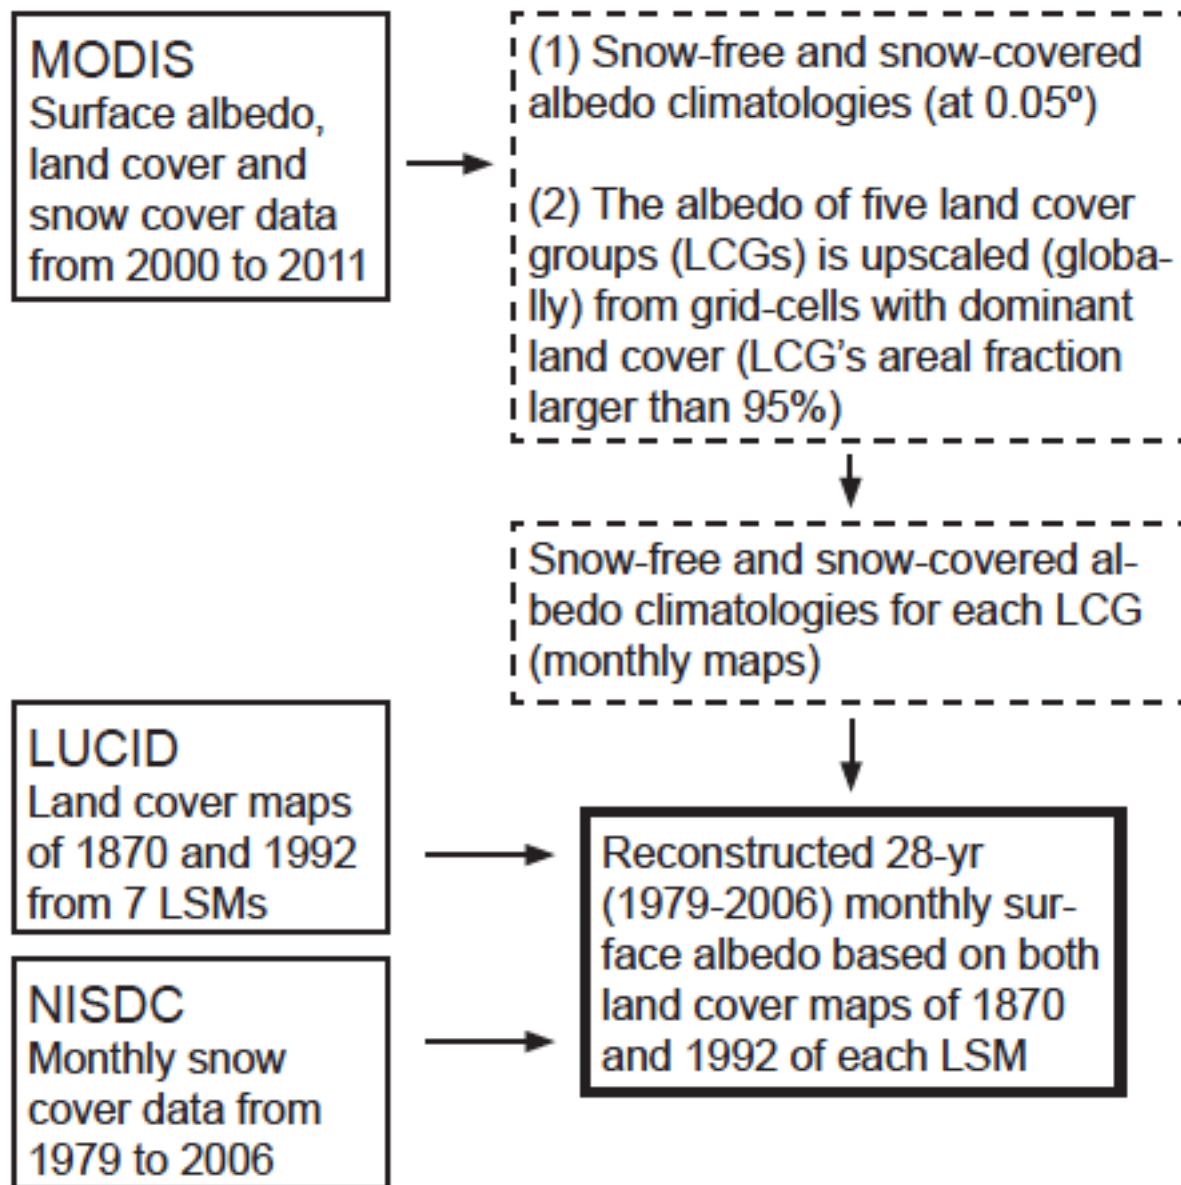 MODIS
Surface albedo,
land cover and
snow cover data
from 2000 to 2011
(1) Snow-free and snow-covered
albedo climatologies (at 0.05º)
(2) The albedo of five land cover
groups (LCGs) is upscaled (globa-
lly) from grid-cells with dominant
land cover (LCG's areal fraction
larger than 95%)
Snow-free and snow-covered al-
bedo climatologies for each LCG
(monthly maps)
LUCID
Land cover maps
of 1870 and 1992
from 7 LSMs
NISDC
Monthly snow
cover data from
1979 to 2006
Reconstructed 28-yr
(1979-2006) monthly sur-
face albedo based on both
land cover maps of 1870
and 1992 of each LSM